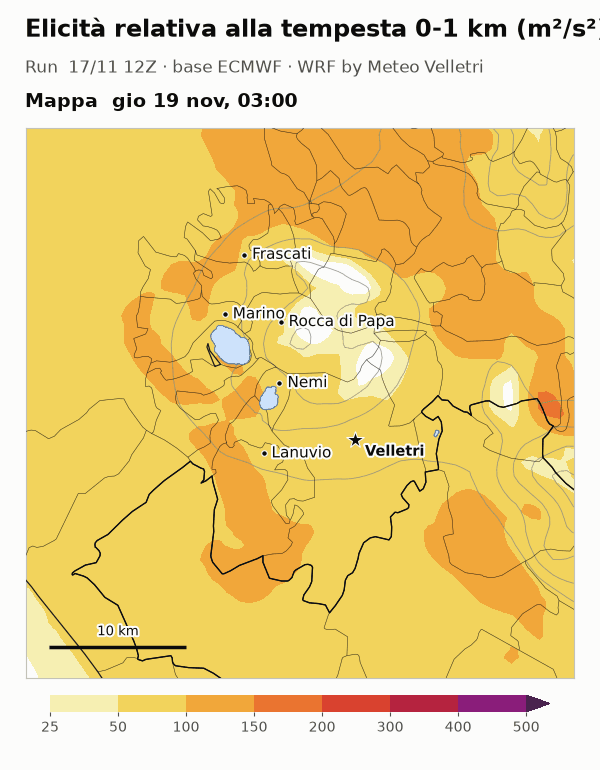 Elicità relativa alla tempesta 0-1 km (m²/s²)
Run 17/11 12Z · base ECMWF · WRF by Meteo Velletri
Mappa gio 19 nov, 03:00
Frascati
Marino
Rocca di Papa
Nemi
Velletri
Lanuvio
10 km
25 50 100 150 200 300 400 500